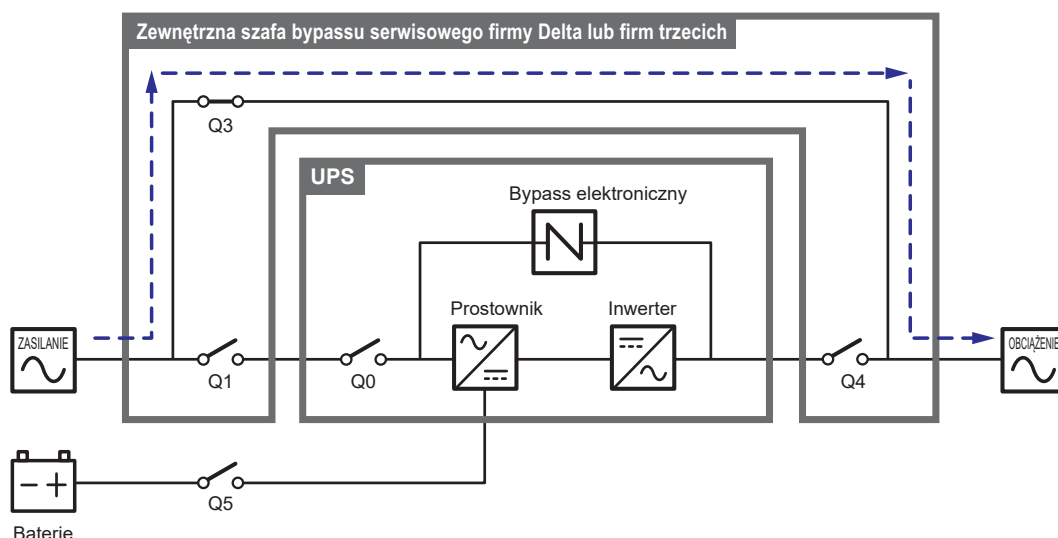 Zewnętrzna szafa bypassu serwisowego firmy Delta lub firm trzecich
Q3
UPS
Bypass elektroniczny
Prostownik
Inwerter
ZASILANIE
OBCIĄŻENIE
Q1
Q0
Q4
Q5
Baterie